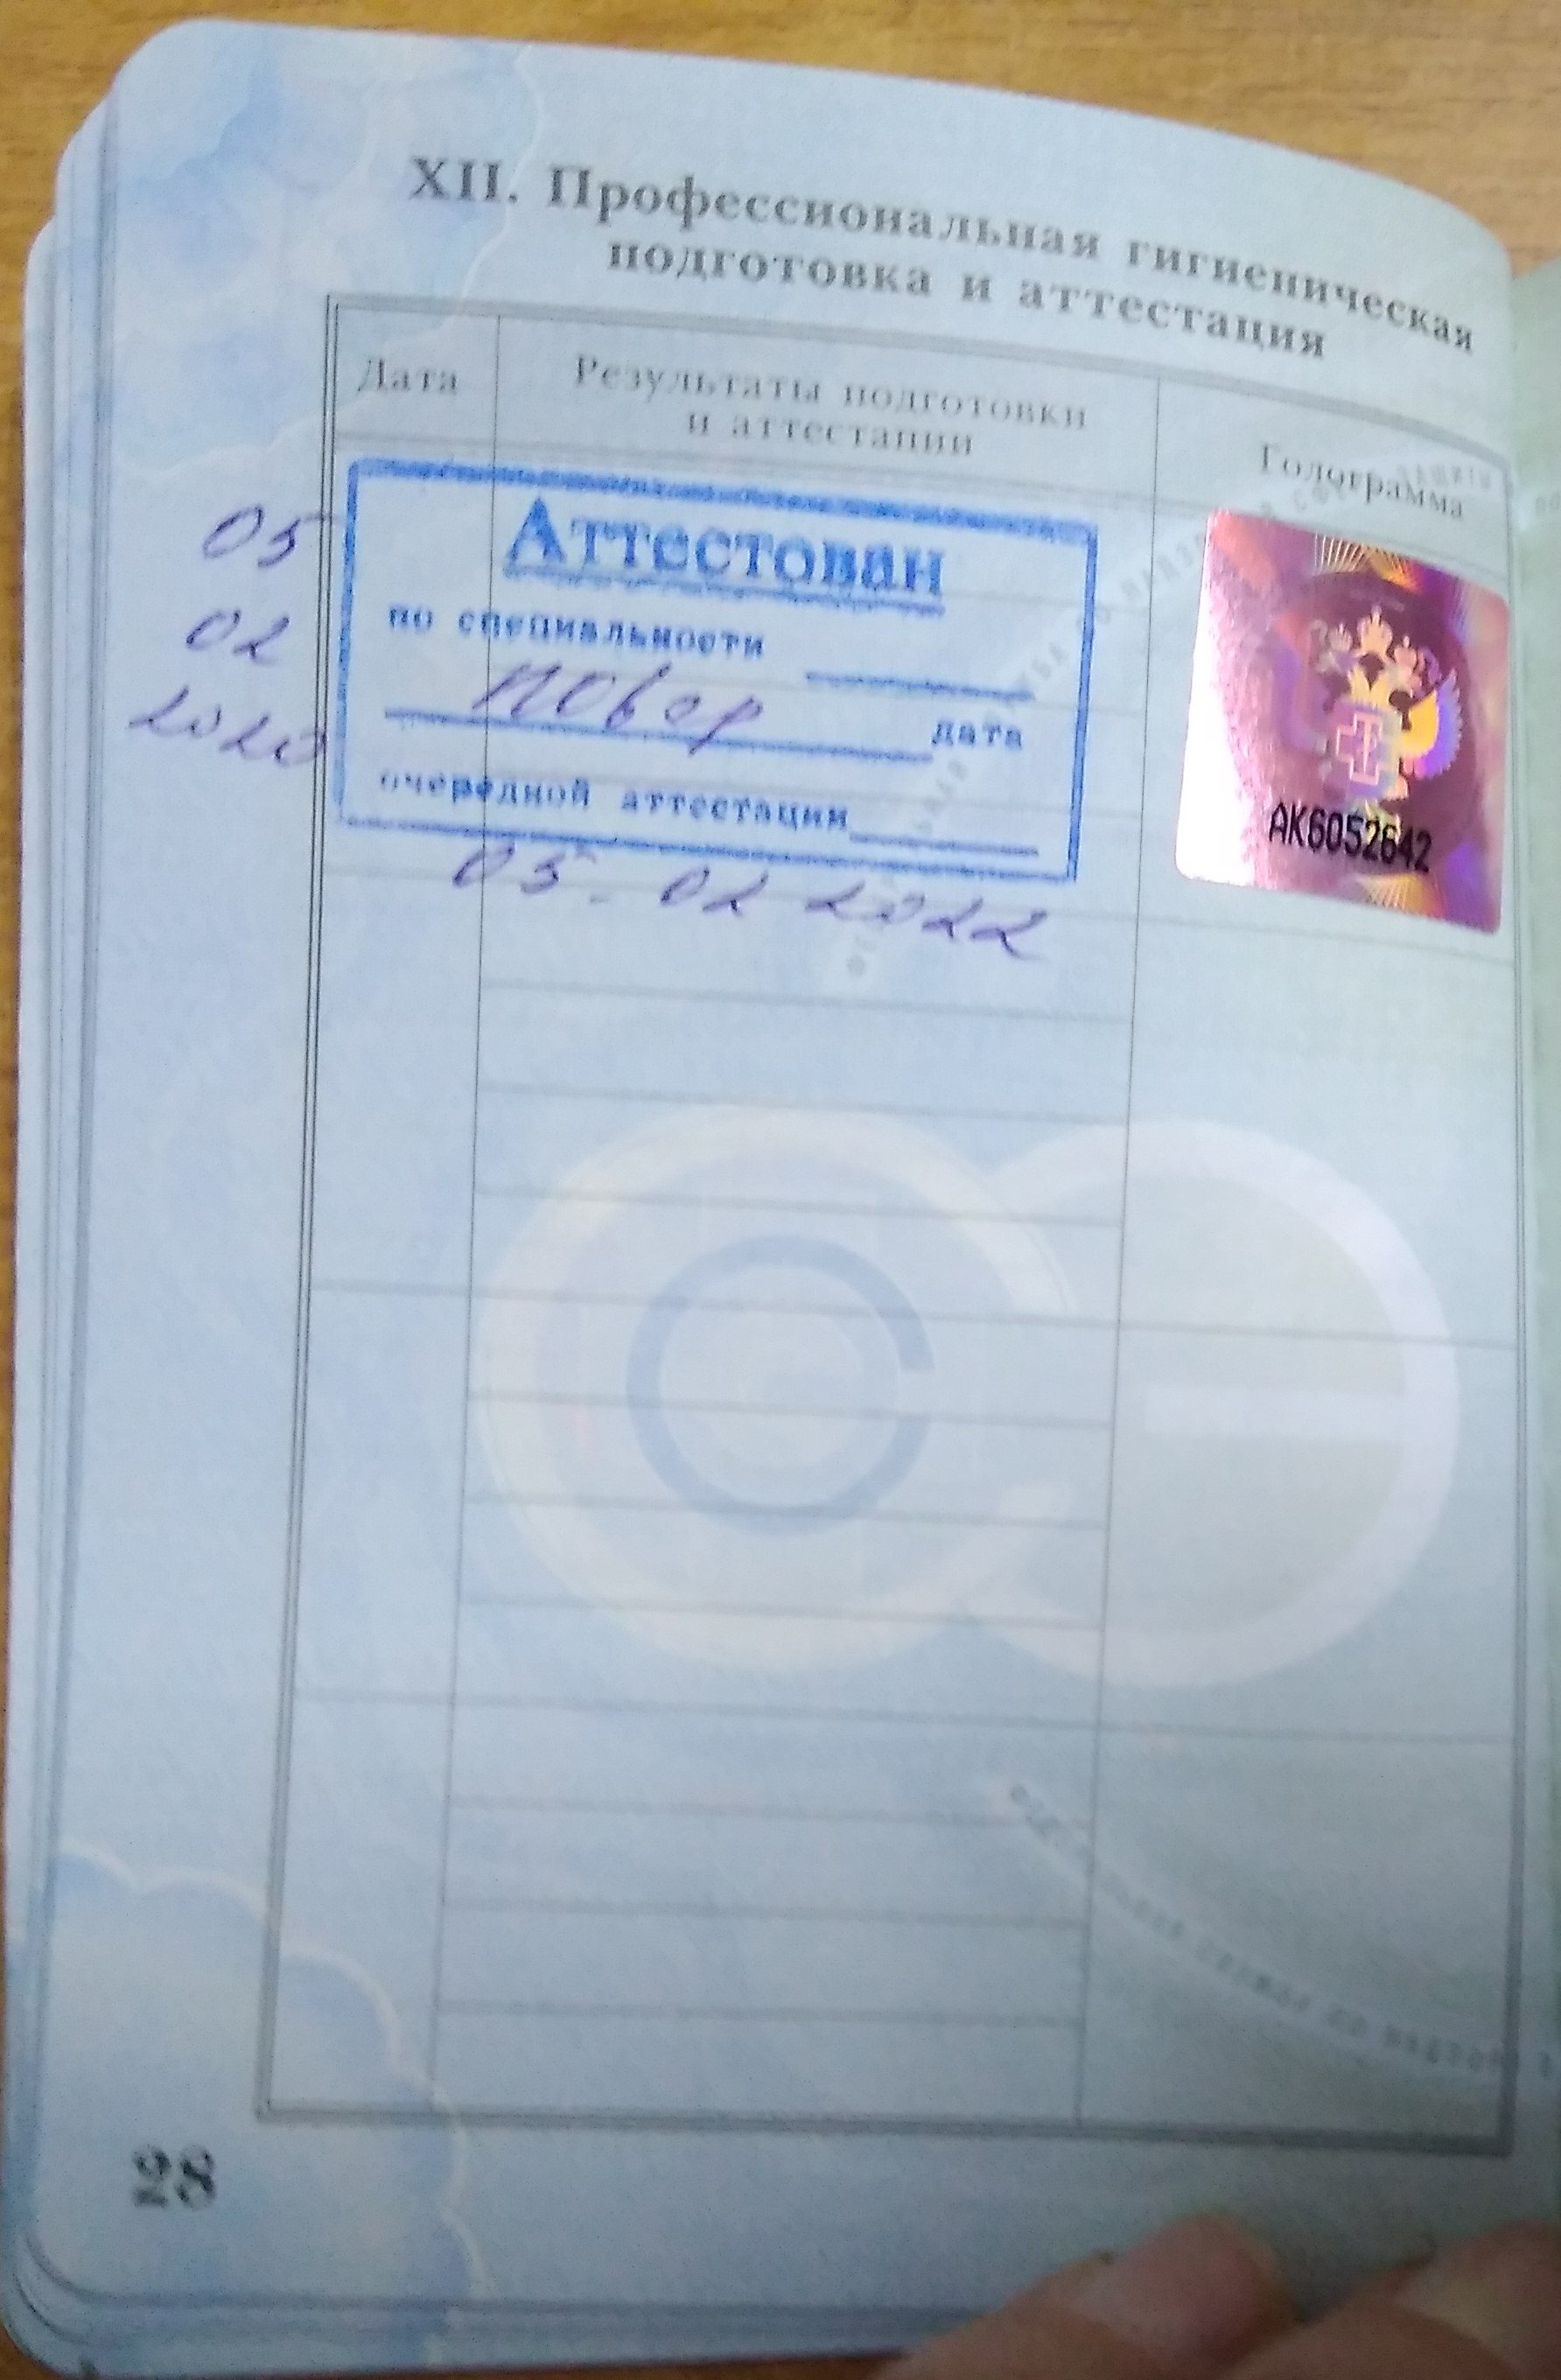 XII. Профессиональная гигиеническая
подготовка и аттестация
Дата
Результаты подготовки
и аттестации
Голограмма
05
02
2020
Аттестован
по специальности
повар
дата
очередной аттестации
05. 02 2022
АК6052642
28